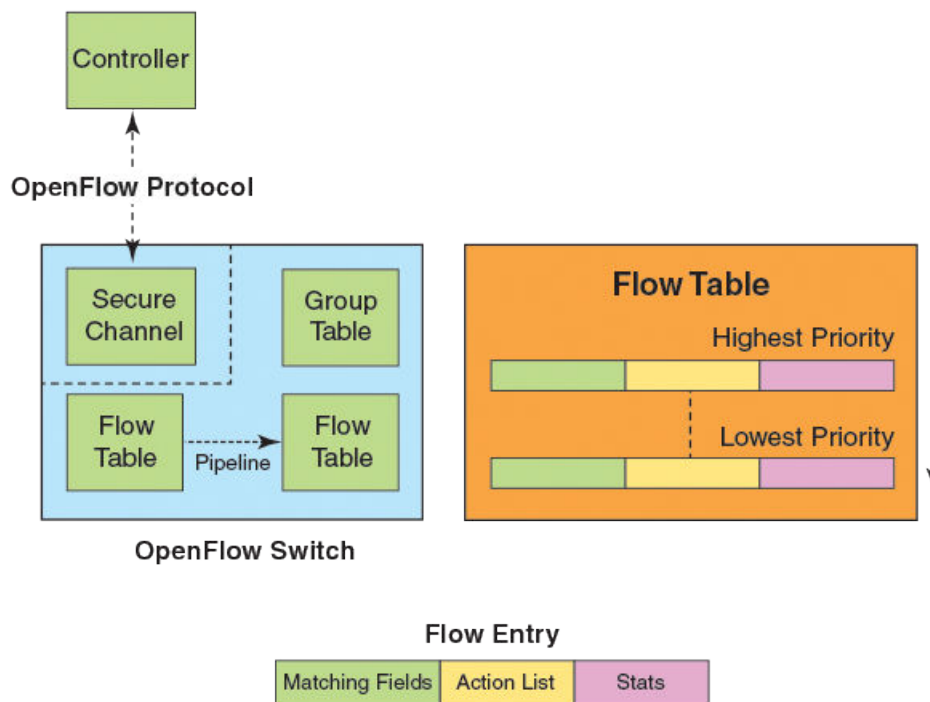 Controller
OpenFlow Protocol
Secure
Channel
Group
Table
Flow
Table
Pipeline
Flow
Table
OpenFlow Switch
Flow Table
Highest Priority
Lowest Priority
Flow Entry
Matching Fields
Action List
Stats